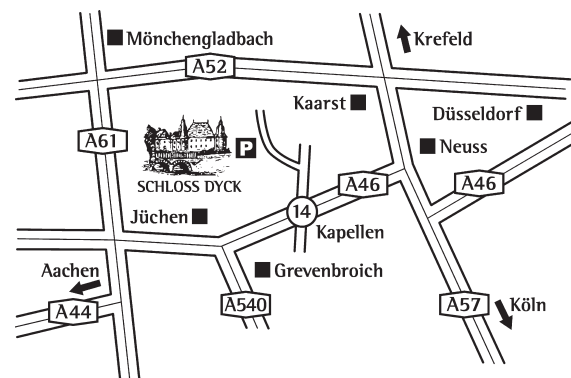 Mönchengladbach
Krefeld
A52
Kaarst
Düsseldorf
A61
P
Neuss
SCHLOSS DYCK
A46
A46
Jüchen
14
Kapellen
Aachen
Grevenbroich
A44
A540
A57
Köln